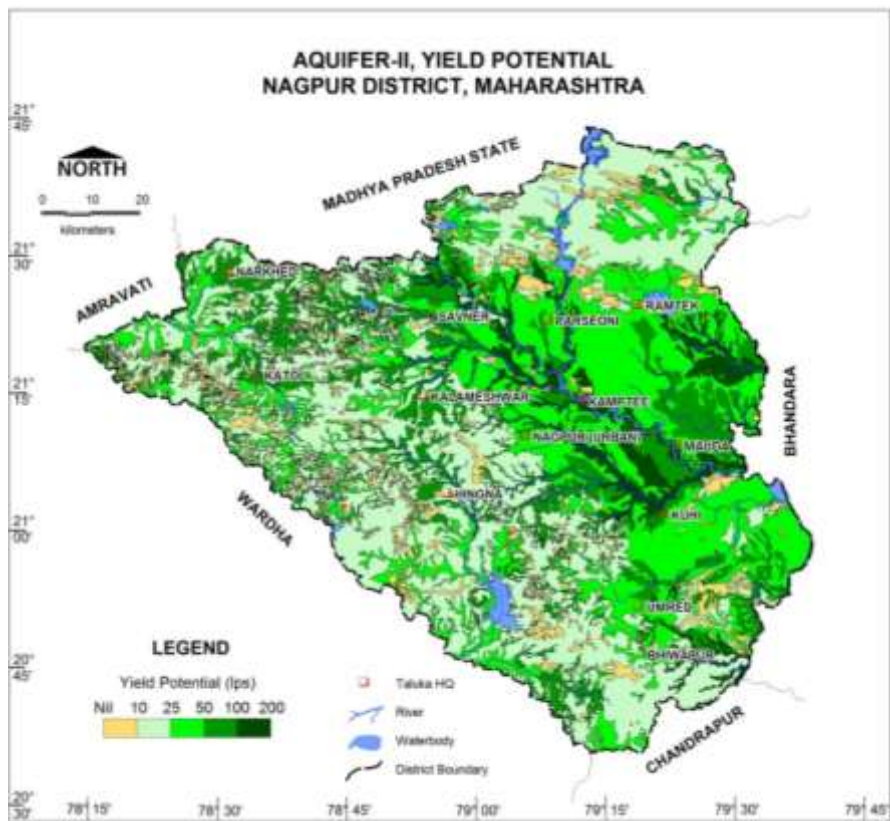 AQUIFER-II, YIELD POTENTIAL
NAGPUR DISTRICT, MAHARASHTRA
21° 45'
NORTH
MADHYA PRADESH STATE
0 10 20
kilometers
21° 30'
NARKHED
AMRAVATI
SAVNER
PARSEONI
RAMTEK
KATOL
21° 15'
KALAMESHWAR
KAMPTEE
BHANDARA
NAGPUR (URBAN)
MAUDA
HINGNA
WARDHA
KUHI
21° 00'
UMRED
LEGEND
BHIWAPUR
20° 45'
Yield Potential (lps)
Nil 10 25 50 100 200
Taluka HQ
River
Waterbody
District Boundary
CHANDRAPUR
20° 30'
78° 15' 78° 30' 78° 45' 79° 00' 79° 15' 79° 30' 79° 45'